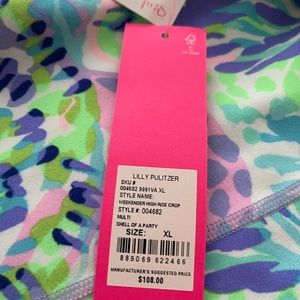 LILLY PULITZER
SKU #
004682 9991VA XL
STYLE NAME:
WEEKENDER HIGH RISE CROP
STYLE #: 004682
MULTI
SHELL OF A PARTY
SIZE: XL
889069 622466
MANUFACTURER'S SUGGESTED PRICE
$108.00